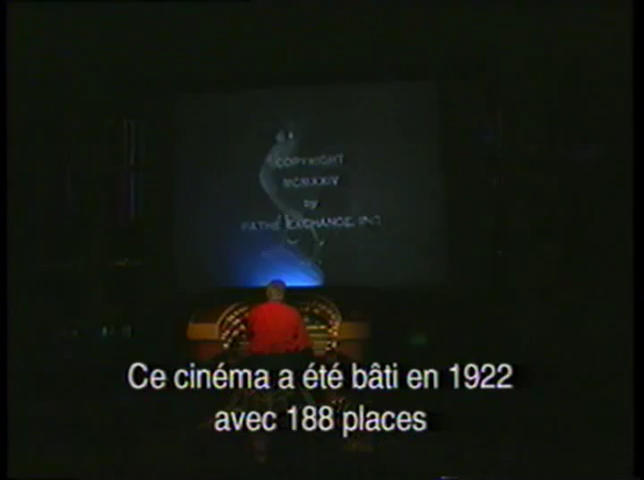 COPYRIGHT
MCMXXIV
by
PATHE EXCHANGE, INC
Ce cinéma a été bâti en 1922
avec 188 places